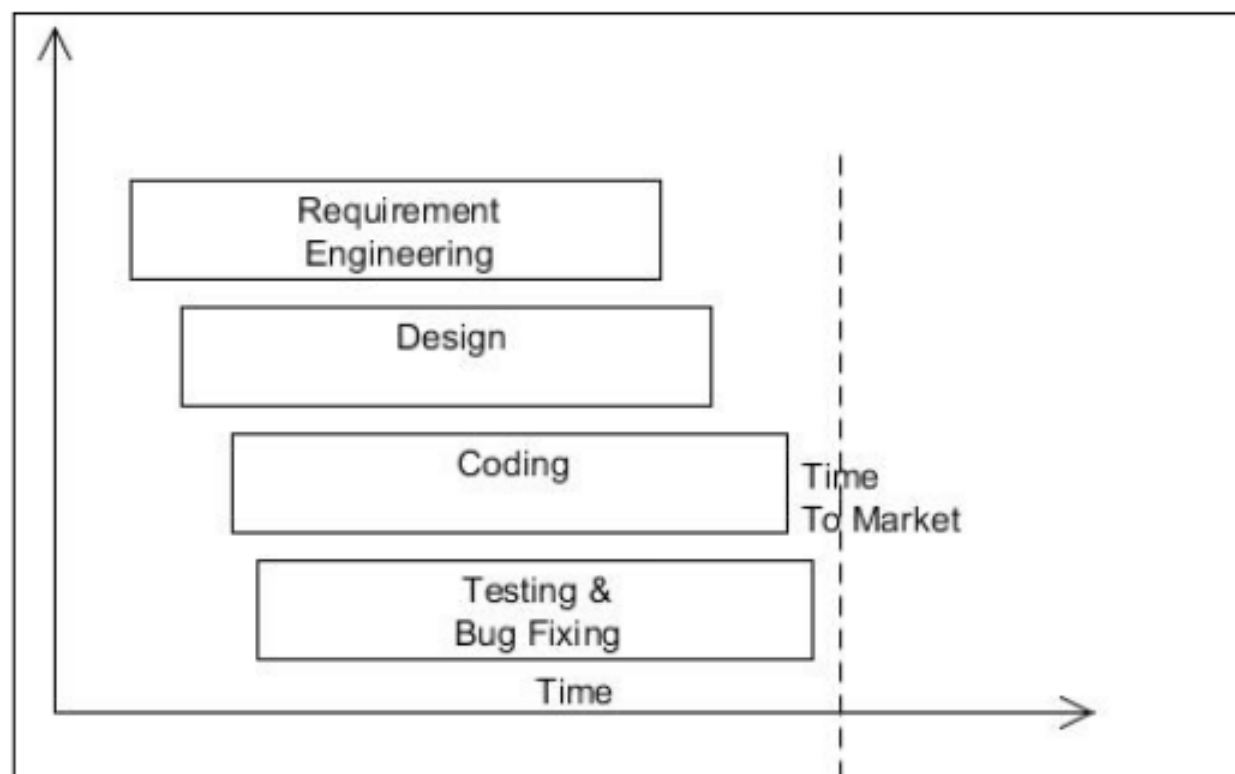 Requirement
Engineering
Design
Coding
Time
To Market
Testing &
Bug Fixing
Time